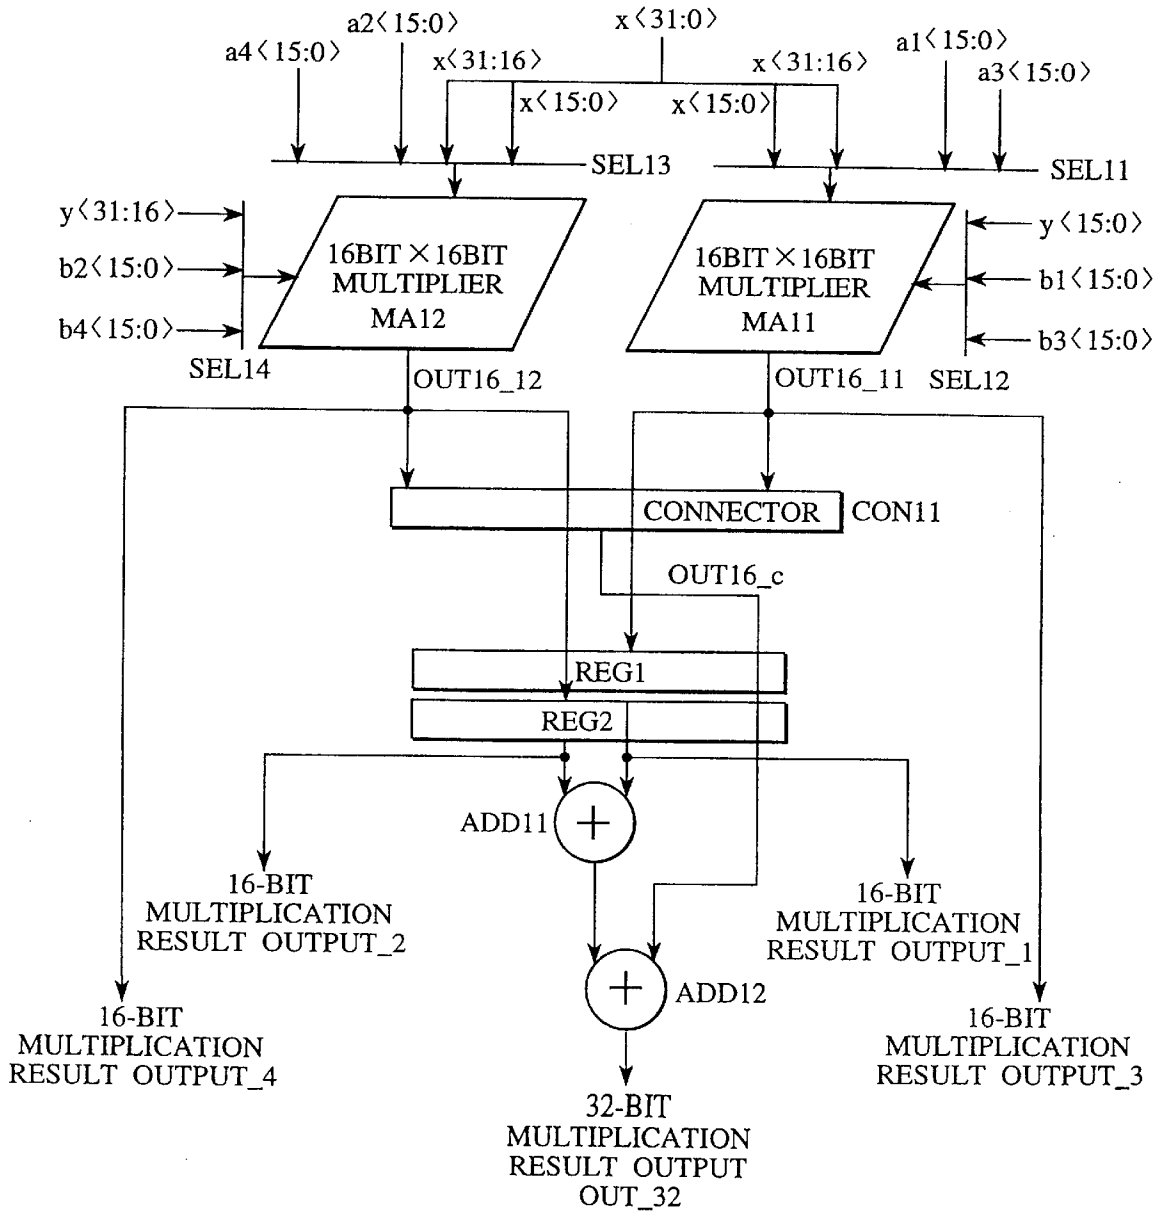 x〈31:0〉
a2〈15:0〉
a4〈15:0〉
x〈31:16〉
x〈15:0〉
x〈31:16〉
x〈15:0〉
a1〈15:0〉
a3〈15:0〉
SEL13
SEL11
y〈31:16〉
b2〈15:0〉
b4〈15:0〉
SEL14
16BIT×16BIT
MULTIPLIER
MA12
16BIT×16BIT
MULTIPLIER
MA11
y〈15:0〉
b1〈15:0〉
b3〈15:0〉
SEL12
OUT16_12
OUT16_11
CONNECTOR
CON11
OUT16_c
REG1
REG2
ADD11
+
16-BIT
MULTIPLICATION
RESULT OUTPUT_2
16-BIT
MULTIPLICATION
RESULT OUTPUT_1
+
ADD12
16-BIT
MULTIPLICATION
RESULT OUTPUT_4
16-BIT
MULTIPLICATION
RESULT OUTPUT_3
32-BIT
MULTIPLICATION
RESULT OUTPUT
OUT_32